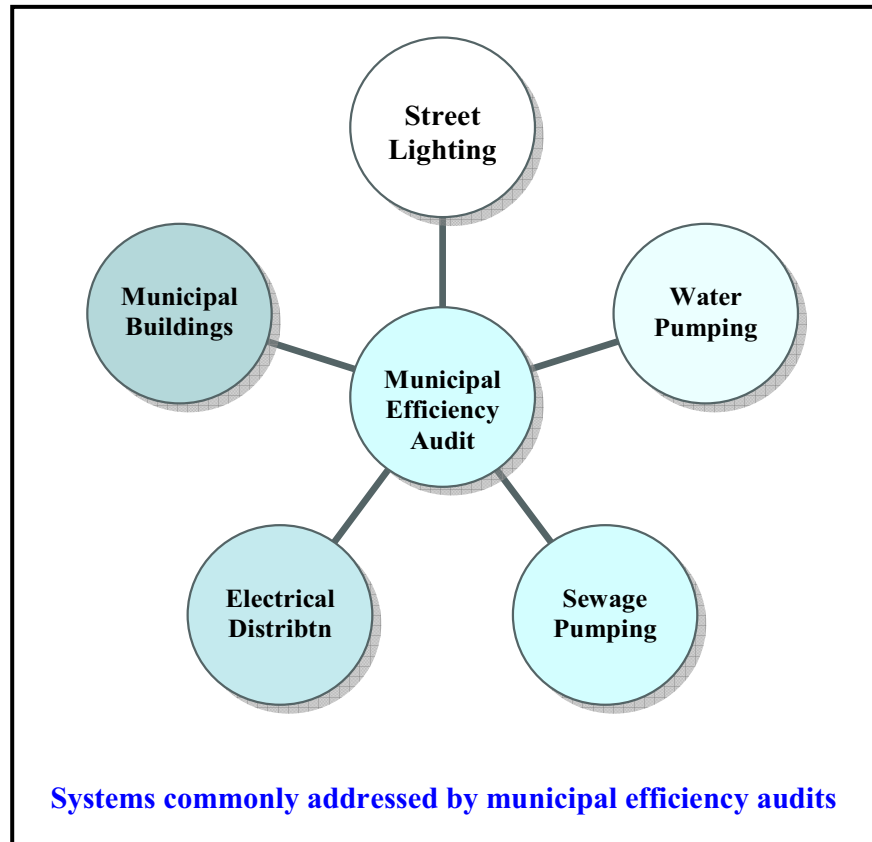 Street
Lighting
Municipal
Buildings
Water
Pumping
Municipal
Efficiency
Audit
Electrical
Distribtn
Sewage
Pumping
Systems commonly addressed by municipal efficiency audits